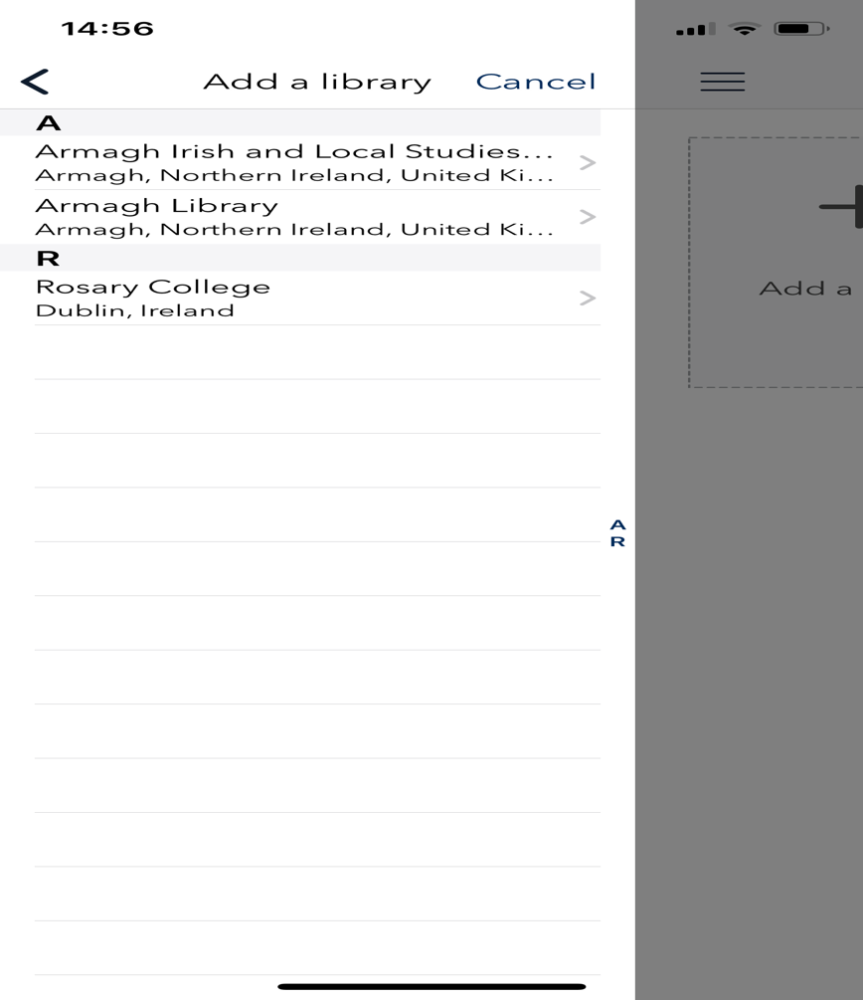 14:56
Add a library Cancel
A
Armagh Irish and Local Studies...
Armagh, Northern Ireland, United Ki...
Armagh Library
Armagh, Northern Ireland, United Ki...
R
Rosary College
Dublin, Ireland
A
R
Add a